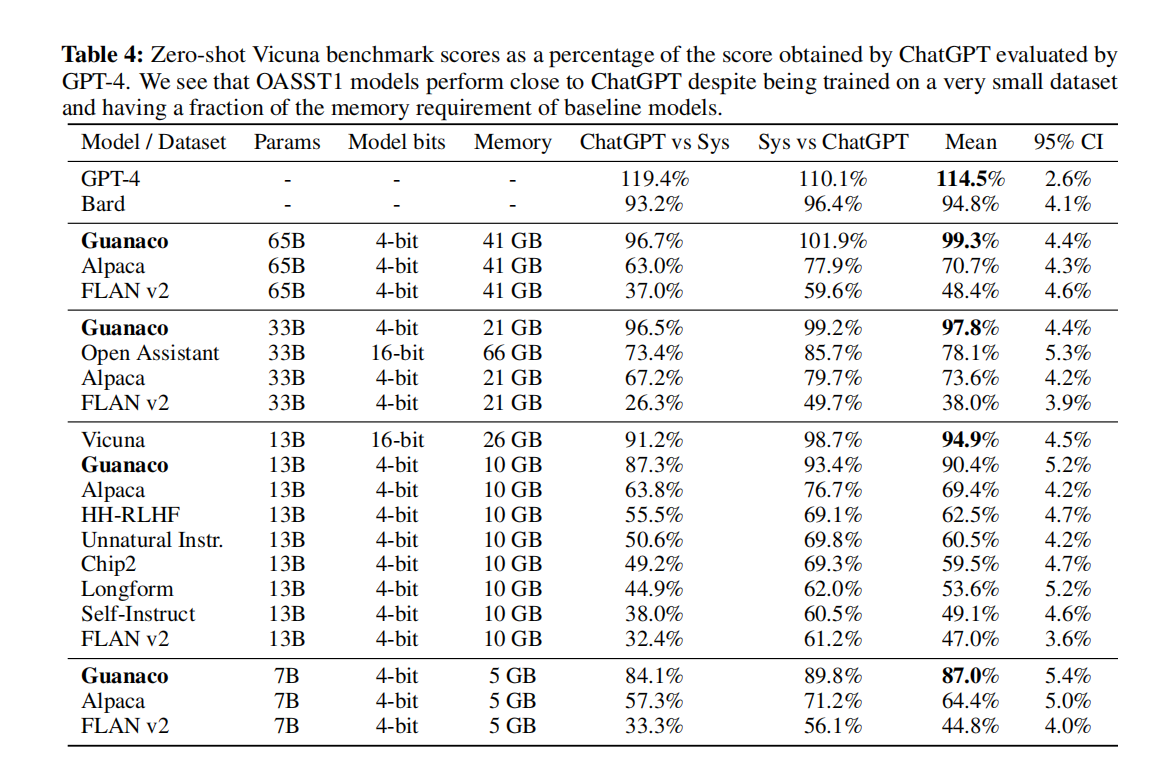 Table 4: Zero-shot Vicuna benchmark scores as a percentage of the score obtained by ChatGPT evaluated by
GPT-4. We see that OASST1 models perform close to ChatGPT despite being trained on a very small dataset
and having a fraction of the memory requirement of baseline models.
Model / Dataset Params Model bits Memory ChatGPT vs Sys Sys vs ChatGPT Mean 95% CI
GPT-4 - - - 119.4% 110.1% 114.5% 2.6%
Bard - - - 93.2% 96.4% 94.8% 4.1%
Guanaco 65B 4-bit 41 GB 96.7% 101.9% 99.3% 4.4%
Alpaca 65B 4-bit 41 GB 63.0% 77.9% 70.7% 4.3%
FLAN v2 65B 4-bit 41 GB 37.0% 59.6% 48.4% 4.6%
Guanaco 33B 4-bit 21 GB 96.5% 99.2% 97.8% 4.4%
Open Assistant 33B 16-bit 66 GB 73.4% 85.7% 78.1% 5.3%
Alpaca 33B 4-bit 21 GB 67.2% 79.7% 73.6% 4.2%
FLAN v2 33B 4-bit 21 GB 26.3% 49.7% 38.0% 3.9%
Vicuna 13B 16-bit 26 GB 91.2% 98.7% 94.9% 4.5%
Guanaco 13B 4-bit 10 GB 87.3% 93.4% 90.4% 5.2%
Alpaca 13B 4-bit 10 GB 63.8% 76.7% 69.4% 4.2%
HH-RLHF 13B 4-bit 10 GB 55.5% 69.1% 62.5% 4.7%
Unnatural Instr. 13B 4-bit 10 GB 50.6% 69.8% 60.5% 4.2%
Chip2 13B 4-bit 10 GB 49.2% 69.3% 59.5% 4.7%
Longform 13B 4-bit 10 GB 44.9% 62.0% 53.6% 5.2%
Self-Instruct 13B 4-bit 10 GB 38.0% 60.5% 49.1% 4.6%
FLAN v2 13B 4-bit 10 GB 32.4% 61.2% 47.0% 3.6%
Guanaco 7B 4-bit 5 GB 84.1% 89.8% 87.0% 5.4%
Alpaca 7B 4-bit 5 GB 57.3% 71.2% 64.4% 5.0%
FLAN v2 7B 4-bit 5 GB 33.3% 56.1% 44.8% 4.0%